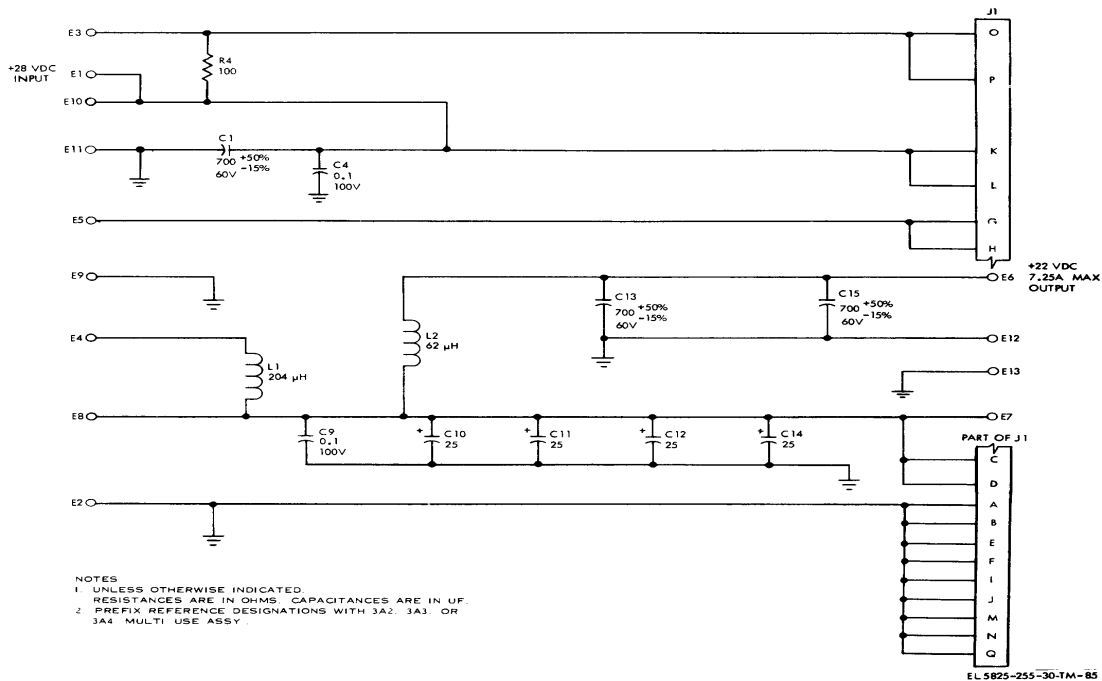 J1
E3
O
R4
100
+28 VDC
INPUT
E1
P
E10
C1
E11
700 +50%
-15%
60V
C4
0.1
100V
K
L
E5
G
H
E9
+22 VDC
E6 7.25A MAX
OUTPUT
C13
700 +50%
-15%
60V
C15
700 +50%
-15%
60V
L2
62 µH
E4
E12
L1
204 µH
E13
E8
E7
C9
0.1
100V
+ C10
25
+ C11
25
+ C12
25
+ C14
25
PART OF J1
C
D
E2
A
B
E
F
I
J
M
N
Q
NOTES
1. UNLESS OTHERWISE INDICATED.
RESISTANCES ARE IN OHMS. CAPACITANCES ARE IN UF.
2. PREFIX REFERENCE DESIGNATIONS WITH 3A2. 3A3. OR
3A4 MULTI USE ASSY.
EL 5825-255-30-TM-85